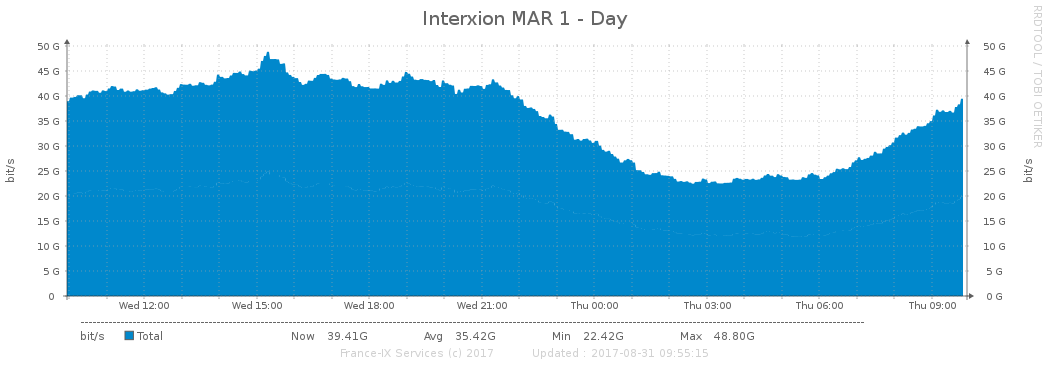 Interxion MAR 1 - Day
RRDTOOL / TOBI OETIKER
50 G 50 G
45 G 45 G
40 G 40 G
35 G 35 G
30 G 30 G
25 G 25 G
20 G 20 G
15 G 15 G
10 G 10 G
5 G 5 G
0 0 G
bit/s
bit/s
Wed 12:00 Wed 15:00 Wed 18:00 Wed 21:00 Thu 00:00 Thu 03:00 Thu 06:00 Thu 09:00
bit/s Total Now 39.41G Avg 35.42G Min 22.42G Max 48.80G
France-IX Services (c) 2017 Updated : 2017-08-31 09:55:15